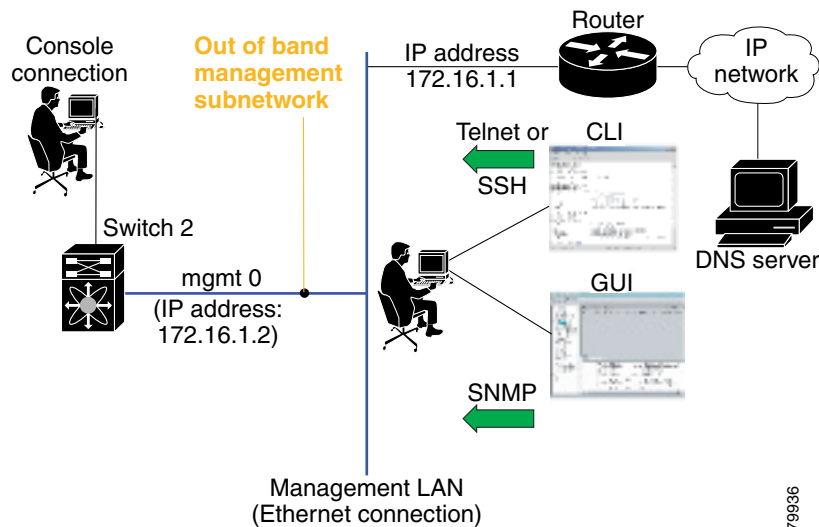 Console
connection
Out of band
management
subnetwork
IP address
172.16.1.1
Router
IP
network
Telnet or
SSH
CLI
DNS server
Switch 2
mgmt 0
(IP address:
172.16.1.2)
GUI
SNMP
Management LAN
(Ethernet connection)
79936